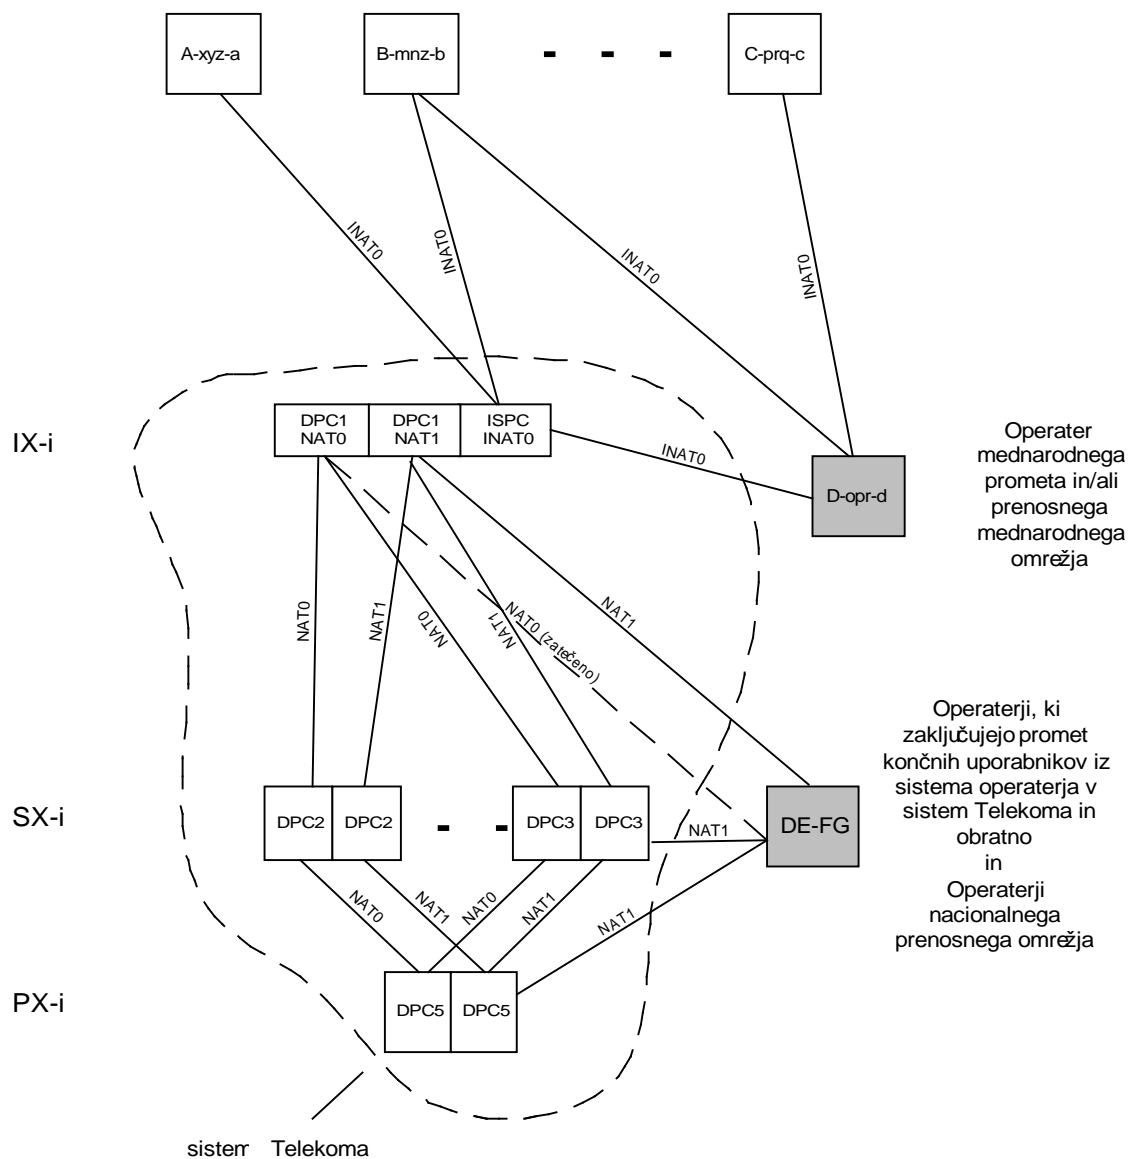 A-xyz-a
B-mnz-b
- - -
C-prq-c
INAT0
INAT0
INAT0
INAT0
IX-i
DPC1
NAT0
DPC1
NAT1
ISPC
INAT0
INAT0
D-opr-d
Operater
mednarodnega
prometa in/ali
prenosnega
mednarodnega
omrežja
NAT0
NAT1
NAT0
NAT1
NAT0 (zatečeno)
NAT1
SX-i
DPC2
DPC2
- -
DPC3
DPC3
NAT1
DE-FG
Operaterji, ki
zaključujejo promet
končnih uporabnikov iz
sistema operaterja v
sistem Telekoma in
obratno
in
Operaterji
nacionalnega
prenosnega omrežja
NAT0
NAT1
NAT0
NAT1
NAT1
PX-i
DPC5
DPC5
sistem Telekoma